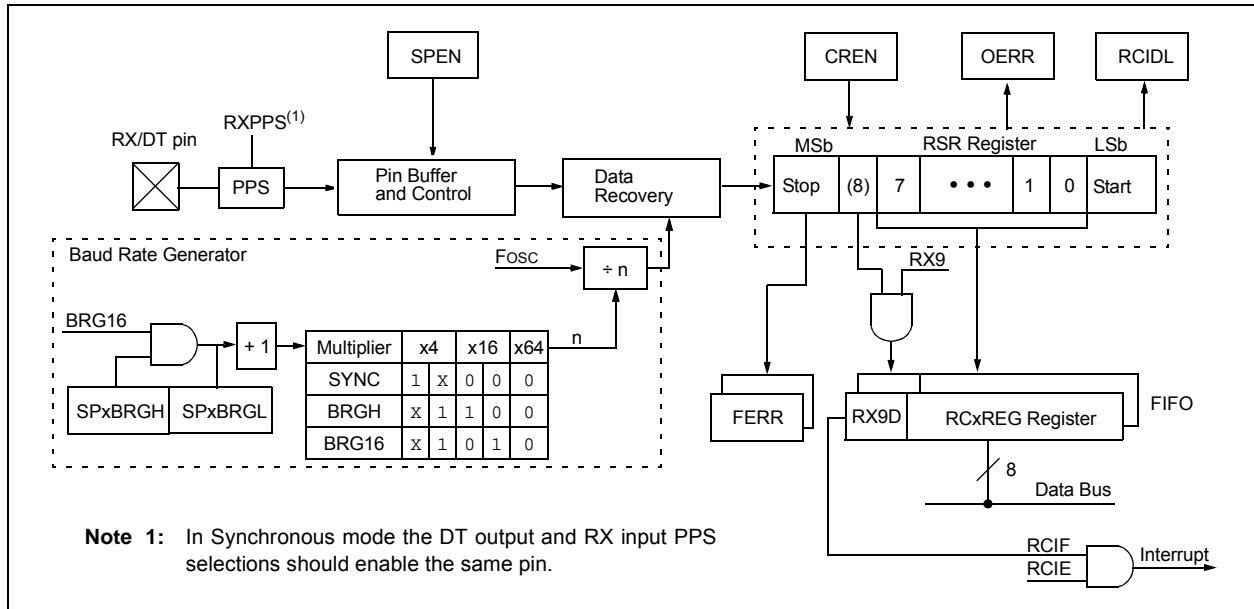 SPEN
CREN
OERR
RCIDL
RXPPS(1)
RX/DT pin
PPS
Pin Buffer
and Control
Data
Recovery
MSb
RSR Register
LSb
Stop (8) 7 • • • 1 0 Start
Baud Rate Generator
FOSC
÷ n
RX9
BRG16
+ 1
n
Multiplier x4 x16 x64
SYNC 1 X 0 0 0
BRGH X 1 1 0 0
BRG16 X 1 0 1 0
SPxBRGH SPxBRGL
FERR
RX9D
RCxREG Register
FIFO
8
Data Bus
Note 1: In Synchronous mode the DT output and RX input PPS
selections should enable the same pin.
RCIF
RCIE
Interrupt